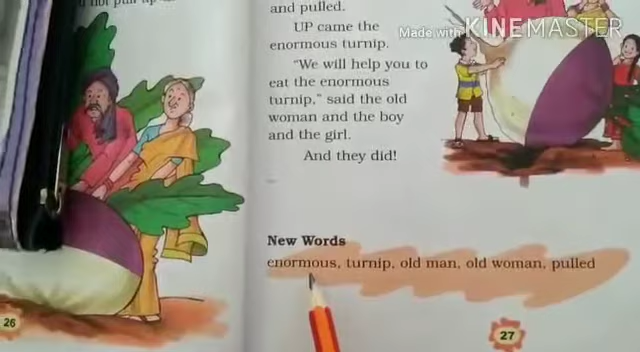 and pulled.
UP came the
enormous turnip.
"We will help you to
eat the enormous
turnip," said the old
woman and the boy
and the girl.
And they did!
New Words
enormous, turnip, old man, old woman, pulled
26
27
Made with KINEMASTER